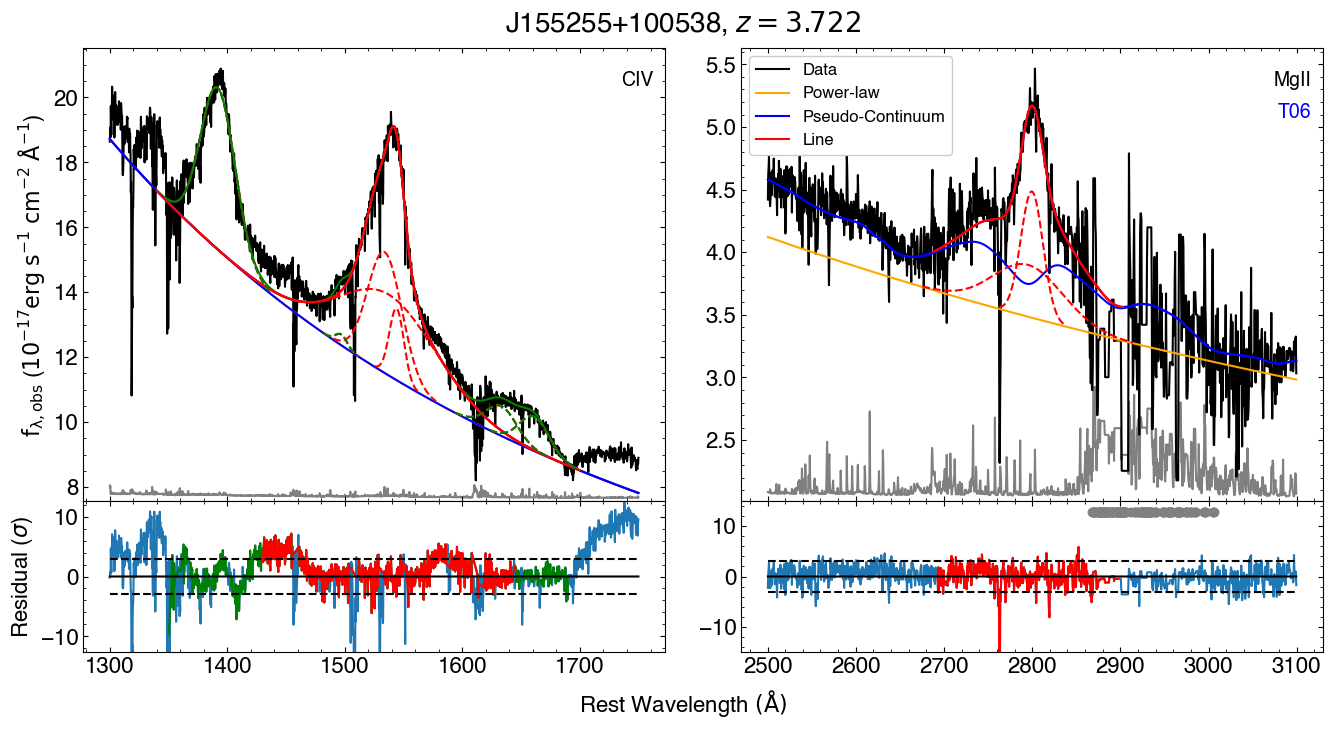 J155255+100538, z = 3.722
CIV
f_λ,obs (10⁻¹⁷erg s⁻¹ cm⁻² Å⁻¹)
20
18
16
14
12
10
8
Data
Power-law
Pseudo-Continuum
Line
MgII
T06
5.5
5.0
4.5
4.0
3.5
3.0
2.5
Residual (σ)
10
0
−10
10
0
−10
1300 1400 1500 1600 1700
2500 2600 2700 2800 2900 3000 3100
Rest Wavelength (Å)